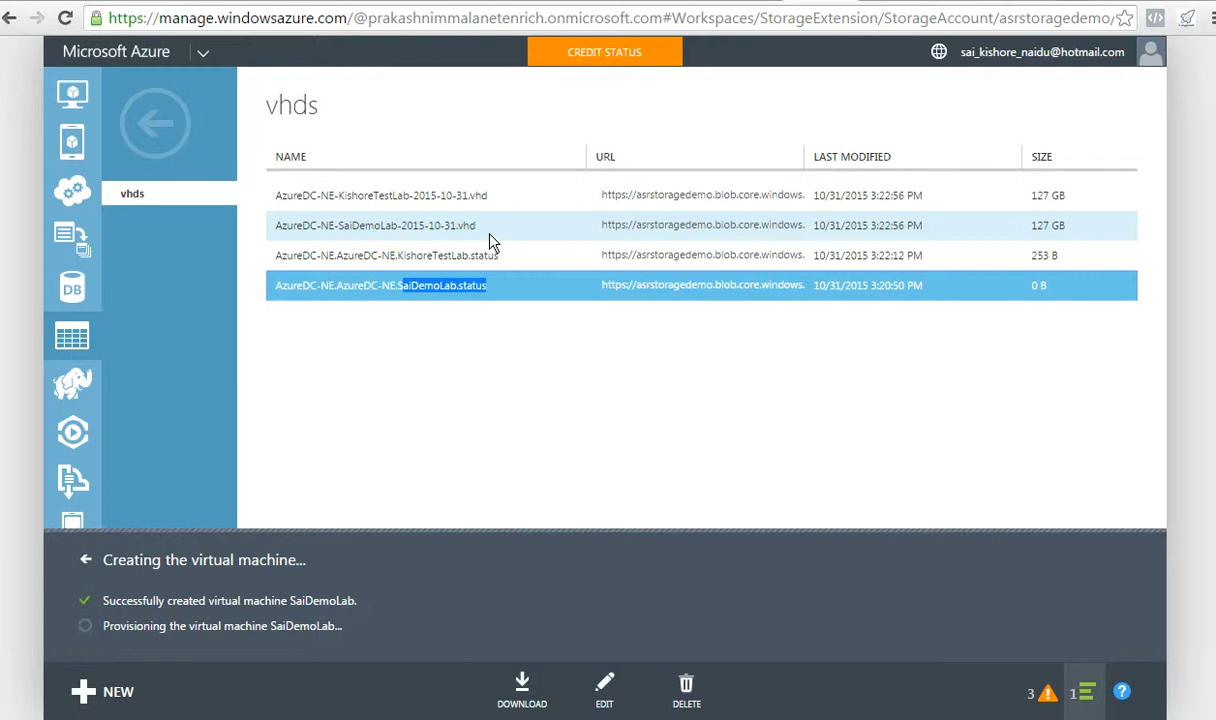 https://manage.windowsazure.com/@prakashninmalanetenrich.onmicrosoft.com#Workspaces/StorageExtension/StorageAccount/asrstoragedemo/
Microsoft Azure
CREDIT STATUS
sai_kishore_naidu@hotmail.com
vhds
vhds
NAME URL LAST MODIFIED SIZE
AzureDC-NE-KishoreTestLab-2015-10-31.vhd https://asrstoragedemo.blob.core.windows. 10/31/2015 3:22:56 PM 127 GB
AzureDC-NE-SaiDemoLab-2015-10-31.vhd https://asrstoragedemo.blob.core.windows. 10/31/2015 3:22:56 PM 127 GB
AzureDC-NE.AzureDC-NE.KishoreTestLab.status https://asrstoragedemo.blob.core.windows. 10/31/2015 3:22:12 PM 253 B
AzureDC-NE.AzureDC-NE.SaiDemoLab.status https://asrstoragedemo.blob.core.windows. 10/31/2015 3:20:50 PM 0 B
DB
Creating the virtual machine...
Successfully created virtual machine SaiDemoLab.
Provisioning the virtual machine SaiDemoLab...
NEW
DOWNLOAD
EDIT
DELETE
3
1
?